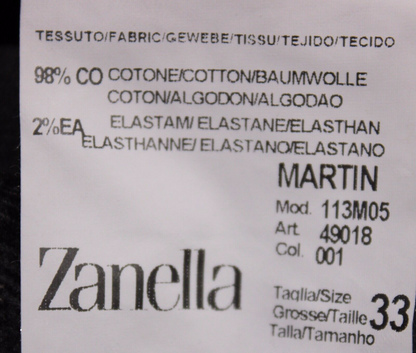 TESSUTO/FABRIC/GEWEBE/TISSU/TEJIDO/TECIDO
98% CO COTONE/COTTON/BAUMWOLLE
COTON/ALGODON/ALGODAO
2%EA ELASTAM/ ELASTANE/ELASTHAN
ELASTHANNE/ ELASTANO/ELASTANO
MARTIN
Mod. 113M05
Art. 49018
Col. 001
Zanella
Taglia/Size
Grosse/Taille 33
Talla/Tamanho